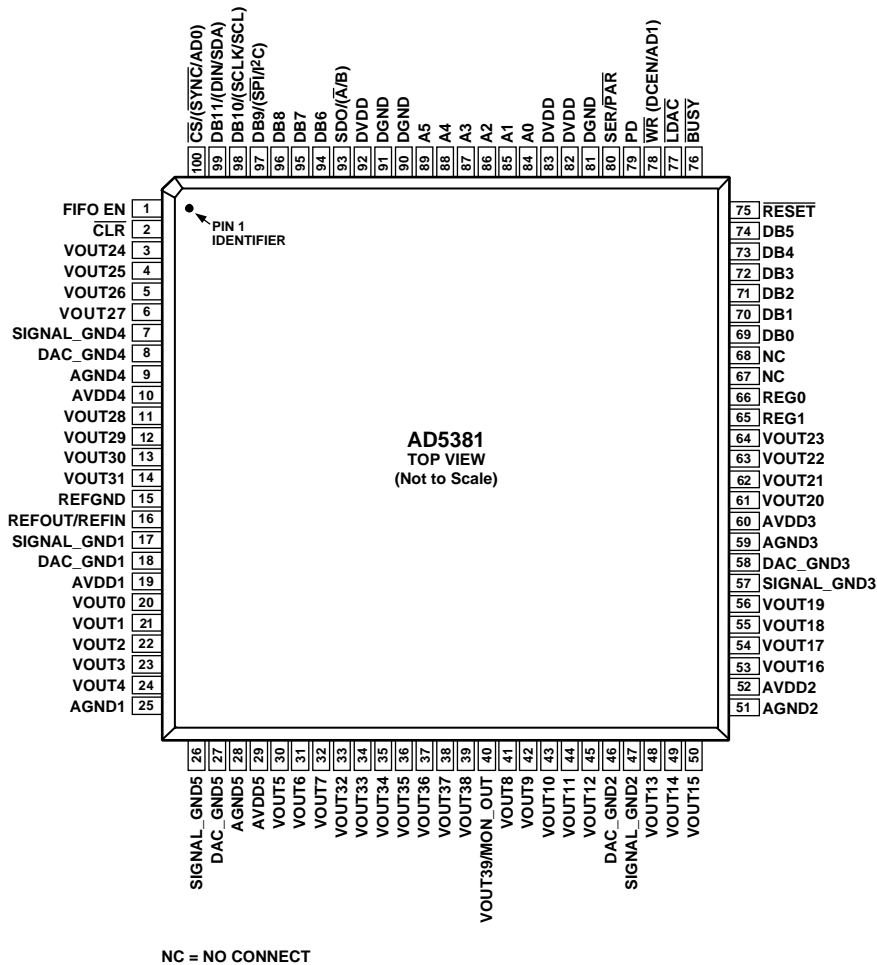 C̅S̅/(S̅Y̅N̅C̅/AD0)
DB11/(DIN/SDA)
DB10/(SCLK/SCL)
DB9/(S̅P̅I̅/I²C)
DB8
DB7
DB6
SDO/(A̅/B)
DVDD
DGND
DGND
A5
A4
A3
A2
A1
A0
DVDD
DVDD
DGND
SER/P̅A̅R̅
PD
W̅R̅ (DCEN/AD1)
L̅D̅A̅C̅
B̅U̅S̅Y̅
100 99 98 97 96 95 94 93 92 91 90 89 88 87 86 85 84 83 82 81 80 79 78 77 76
FIFO EN 1
C̅L̅R̅ 2
VOUT24 3
VOUT25 4
VOUT26 5
VOUT27 6
SIGNAL_GND4 7
DAC_GND4 8
AGND4 9
AVDD4 10
VOUT28 11
VOUT29 12
VOUT30 13
VOUT31 14
REFGND 15
REFOUT/REFIN 16
SIGNAL_GND1 17
DAC_GND1 18
AVDD1 19
VOUT0 20
VOUT1 21
VOUT2 22
VOUT3 23
VOUT4 24
AGND1 25
PIN 1
IDENTIFIER
AD5381
TOP VIEW
(Not to Scale)
75 R̅E̅S̅E̅T̅
74 DB5
73 DB4
72 DB3
71 DB2
70 DB1
69 DB0
68 NC
67 NC
66 REG0
65 REG1
64 VOUT23
63 VOUT22
62 VOUT21
61 VOUT20
60 AVDD3
59 AGND3
58 DAC_GND3
57 SIGNAL_GND3
56 VOUT19
55 VOUT18
54 VOUT17
53 VOUT16
52 AVDD2
51 AGND2
26 27 28 29 30 31 32 33 34 35 36 37 38 39 40 41 42 43 44 45 46 47 48 49 50
SIGNAL_GND5
DAC_GND5
AGND5
AVDD5
VOUT5
VOUT6
VOUT7
VOUT32
VOUT33
VOUT34
VOUT35
VOUT36
VOUT37
VOUT38
VOUT39/MON_OUT
VOUT8
VOUT9
VOUT10
VOUT11
VOUT12
DAC_GND2
SIGNAL_GND2
VOUT13
VOUT14
VOUT15
NC = NO CONNECT